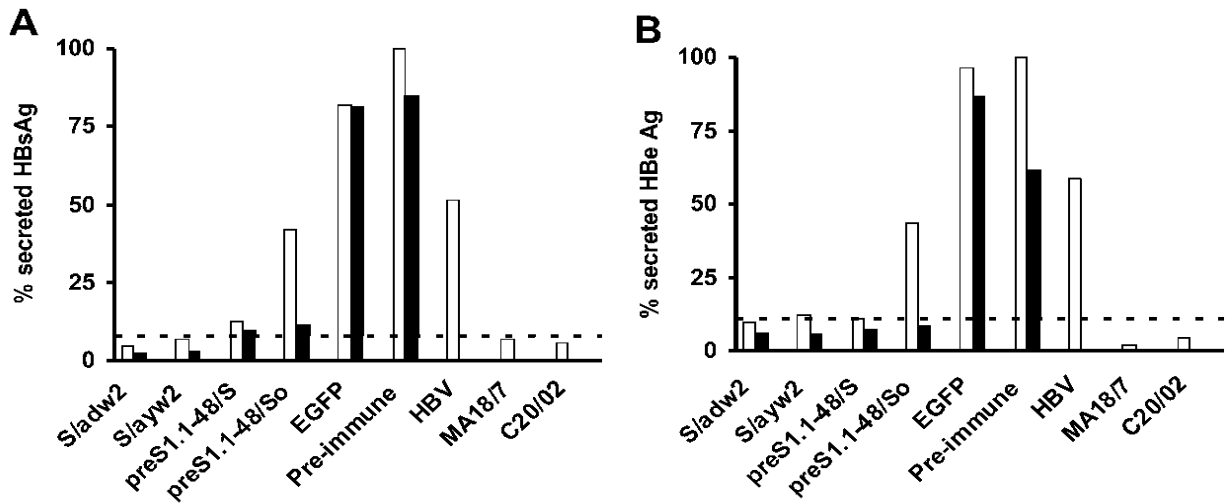 A
% secreted HBsAg
100
75
50
25
0
S/adw2
S/ayw2
preS1.1-48/S
preS1.1-48/So
EGFP
Pre-immune
HBV
MA18/7
C20/02
B
% secreted HBe Ag
100
75
50
25
0
S/adw2
S/ayw2
preS1.1-48/S
preS1.1-48/So
EGFP
Pre-immune
HBV
MA18/7
C20/02